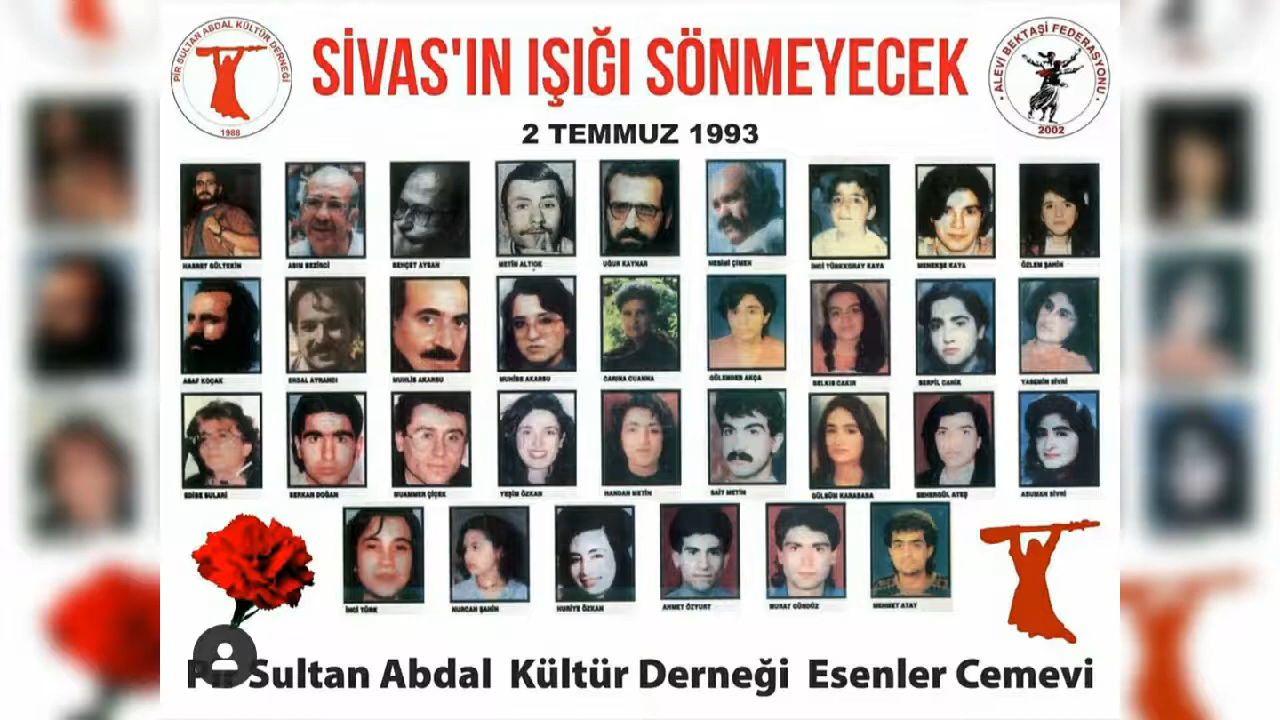 PİR SULTAN ABDAL KÜLTÜR DERNEĞİ
1988
SİVAS'IN IŞIĞI SÖNMEYECEK
ALEVİ BEKTAŞİ FEDERASYONU
2002
2 TEMMUZ 1993
HASRET GÜLTEKİN ASIM BEZİRCİ BEHÇET AYSAN METİN ALTIOK UĞUR KAYNAR NESİMİ ÇİMEN MENEKŞE KAYA ÖZLEM ŞAHİN
ASAF KOÇAK ERDAL AYRANCI MUHLİS AKARSU MUHİBE AKARSU CARINA CUANNA GÜLENDER AKÇA BELKIS ÇAKIR SERPİL CANİK YASEMİN SİVRİ
EDİBE SULARİ SERKAN DOĞAN MUAMMER ÇİÇEK YEŞİM ÖZKAN HANDAN METİN SAİT METİN GÜLSÜN KARABABA SEHERGÜL ATEŞ ASUMAN SİVRİ
İNCİ TÜRK NURCAN ŞAHİN HURİYE ÖZKAN AHMET ÖZYURT MURAT GÜNDÜZ MEHMET ATAY
Pir Sultan Abdal Kültür Derneği Esenler Cemevi